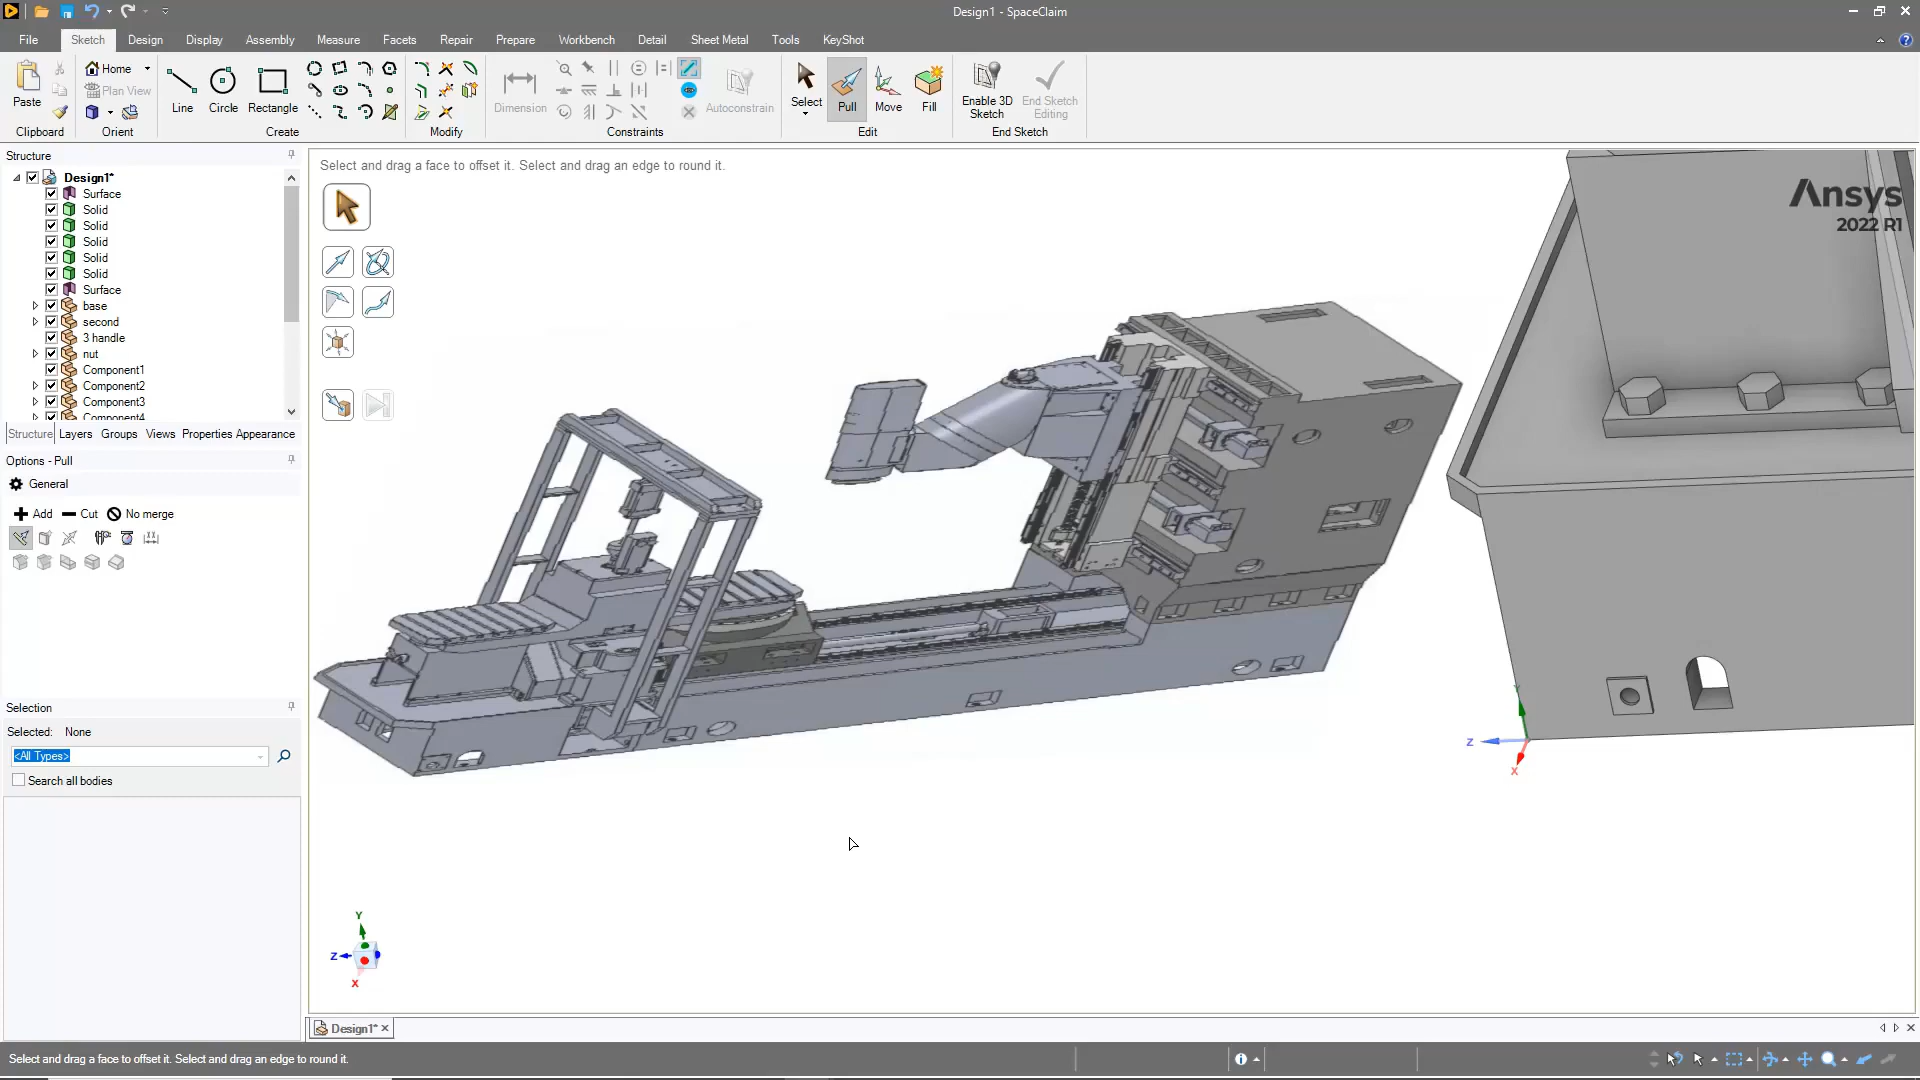 Design1 - SpaceClaim
File Sketch Design Display Assembly Measure Facets Repair Prepare Workbench Detail Sheet Metal Tools KeyShot
Paste
Clipboard
Home
Plan View
Orient
Line Circle Rectangle
Create
Modify
Dimension
Autoconstrain
Constraints
Select Pull Move Fill
Edit
Enable 3D Sketch
End Sketch Editing
End Sketch
Structure
Design1*
Surface
Solid
Solid
Solid
Solid
Solid
Surface
base
second
3 handle
nut
Component1
Component2
Component3
Component4
Structure Layers Groups Views Properties Appearance
Options - Pull
General
Add Cut No merge
Selection
Selected: None
<All Types>
Search all bodies
Select and drag a face to offset it. Select and drag an edge to round it.
Ansys
2022 R1
Y
Z
X
Y
Z
X
Design1*
Select and drag a face to offset it. Select and drag an edge to round it.